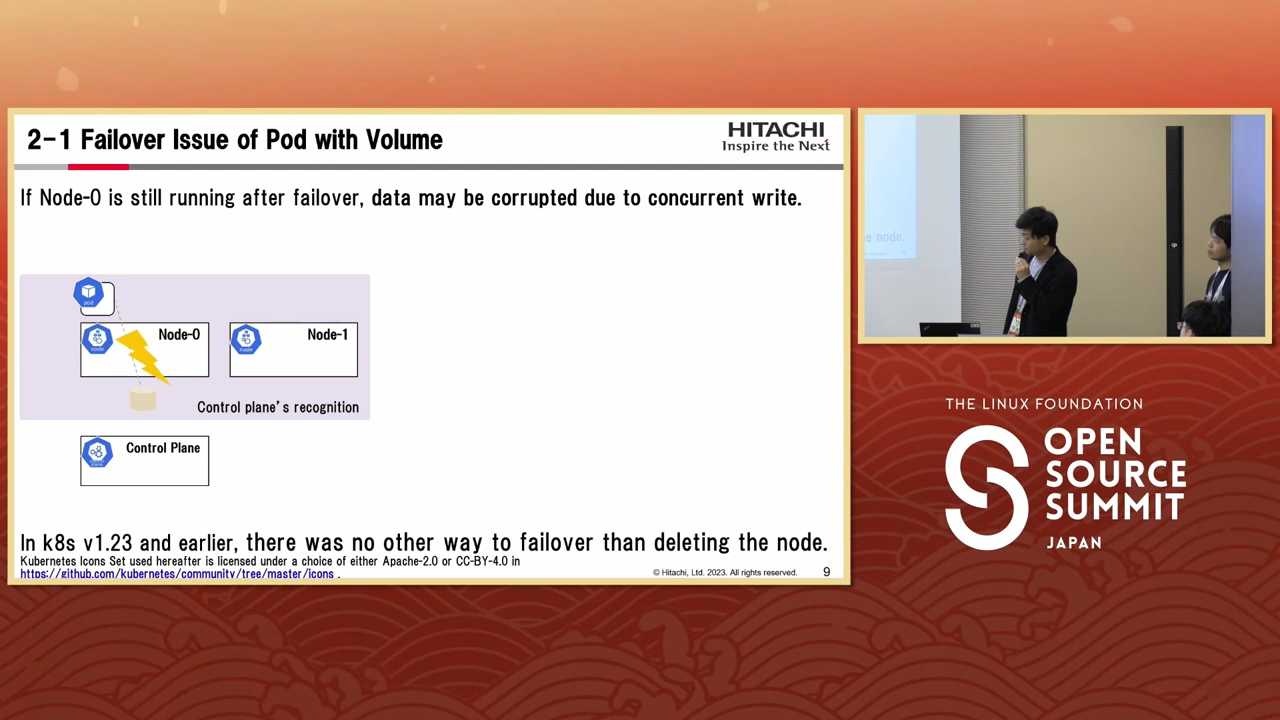 2-1 Failover Issue of Pod with Volume
HITACHI
Inspire the Next
If Node-0 is still running after failover, data may be corrupted due to concurrent write.
pod
node
Node-0
node
Node-1
Control plane's recognition
Control Plane
In k8s v1.23 and earlier, there was no other way to failover than deleting the node.
Kubernetes Icons Set used hereafter is licensed under a choice of either Apache-2.0 or CC-BY-4.0 in
https://github.com/kubernetes/community/tree/master/icons .
© Hitachi, Ltd. 2023. All rights reserved.
9
e node.
THE LINUX FOUNDATION
OPEN
SOURCE
SUMMIT
JAPAN